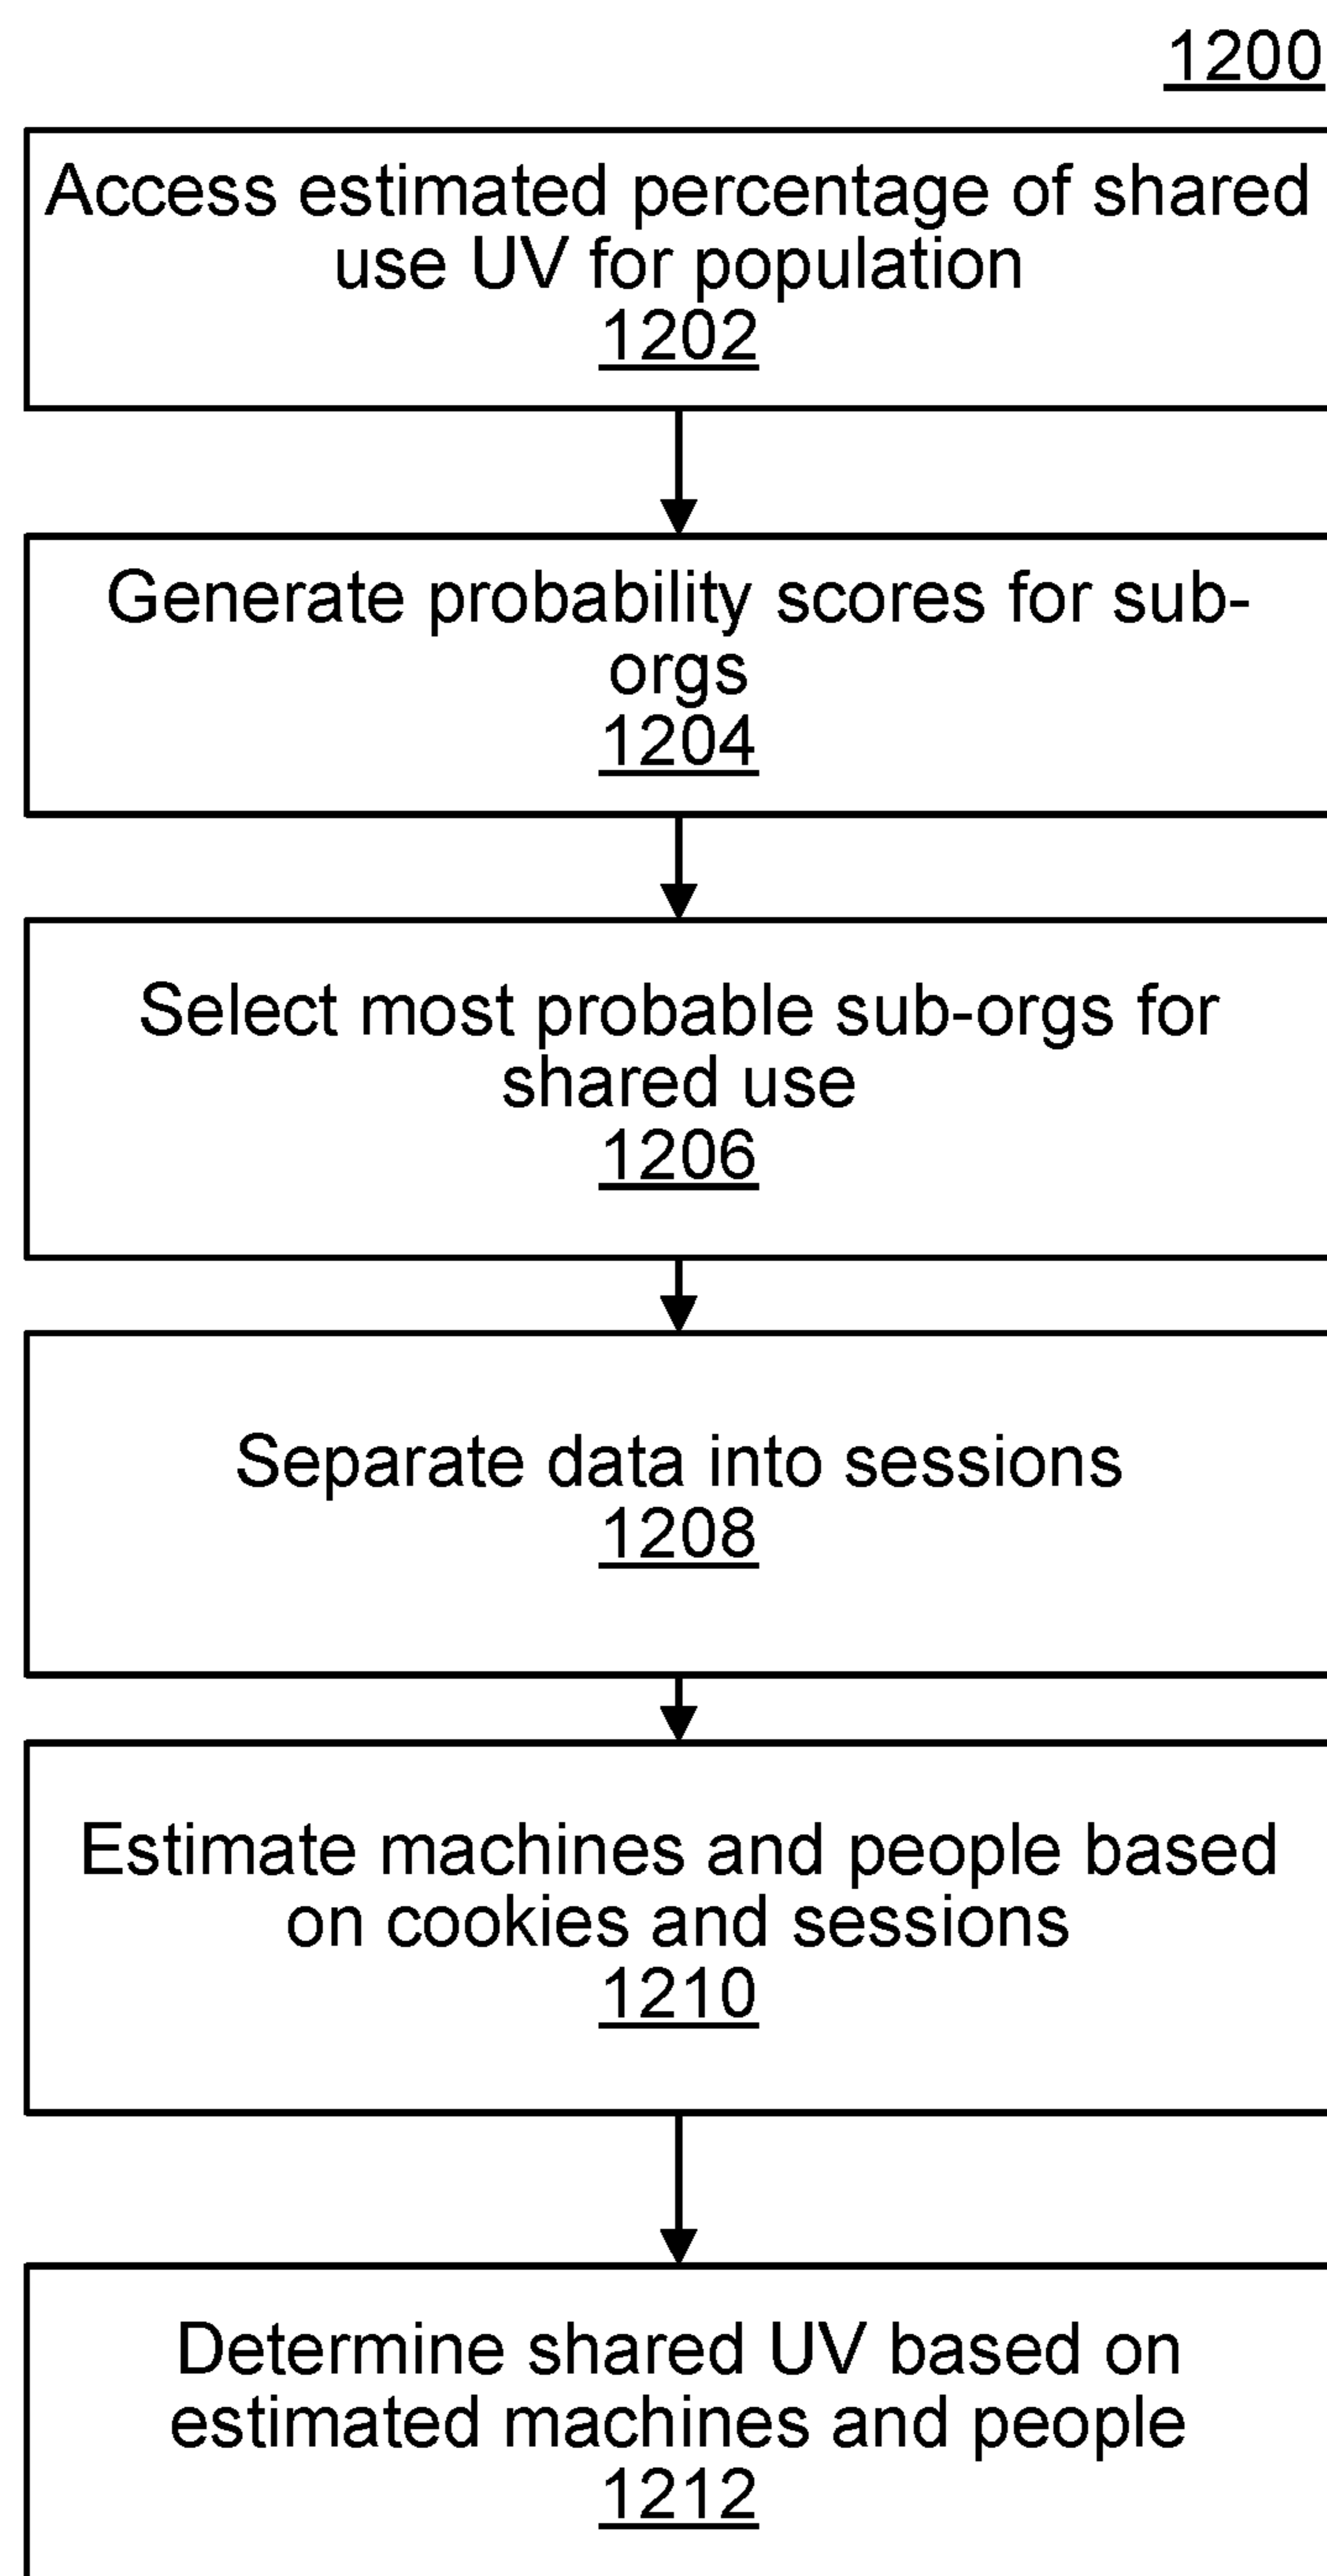 1200
Access estimated percentage of shared
use UV for population
1202
Generate probability scores for sub-
orgs
1204
Select most probable sub-orgs for
shared use
1206
Separate data into sessions
1208
Estimate machines and people based
on cookies and sessions
1210
Determine shared UV based on
estimated machines and people
1212